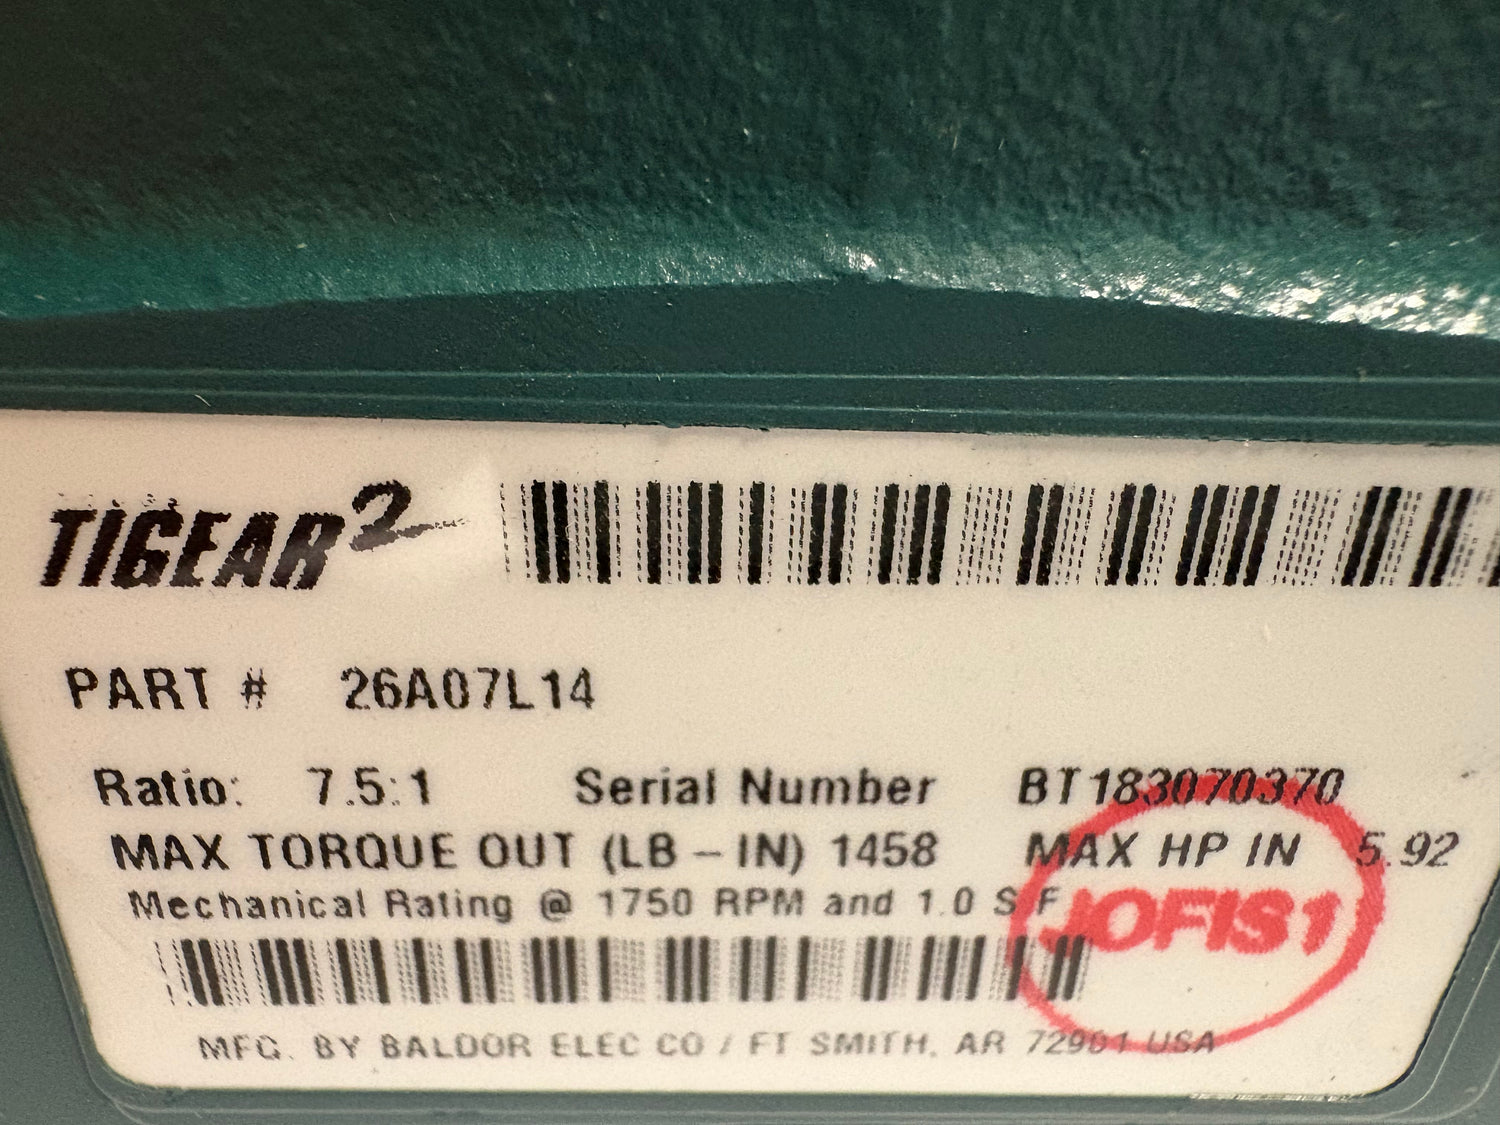 TIGEAR2
PART # 26A07L14
Ratio: 7.5:1 Serial Number BT183070370
MAX TORQUE OUT (LB – IN) 1458 MAX HP IN 5.92
Mechanical Rating @ 1750 RPM and 1.0 S F
JOFIS1
MFG. BY BALDOR ELEC CO / FT SMITH, AR 72901 USA